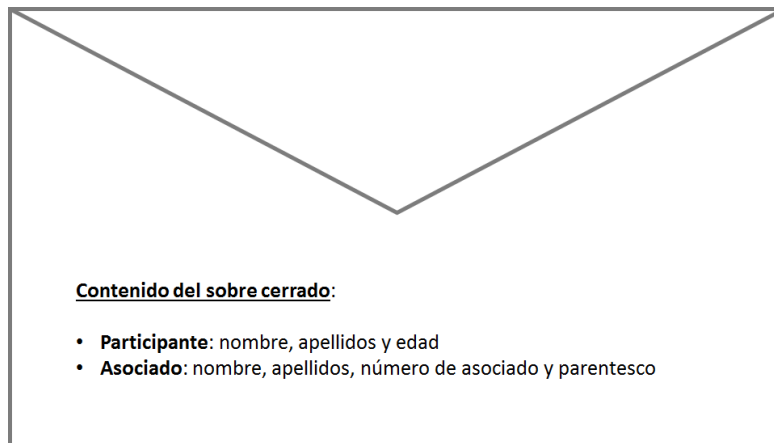 Contenido del sobre cerrado:
• Participante: nombre, apellidos y edad
• Asociado: nombre, apellidos, número de asociado y parentesco